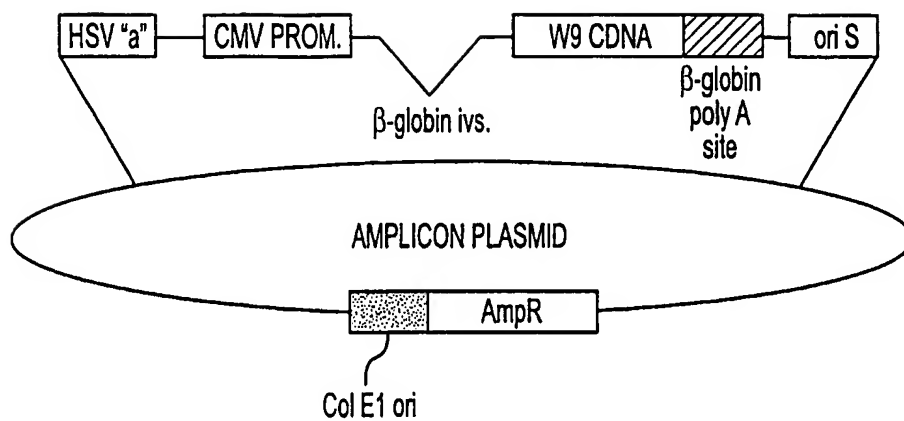 HSV "a"
CMV PROM.
W9 CDNA
ori S
β-globin ivs.
β-globin
poly A
site
AMPLICON PLASMID
AmpR
Col E1 ori